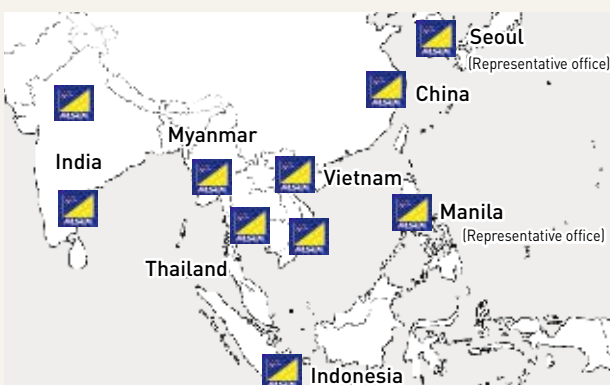 Seoul
(Representative office)
China
Myanmar
India
Vietnam
Manila
(Representative office)
Thailand
Indonesia